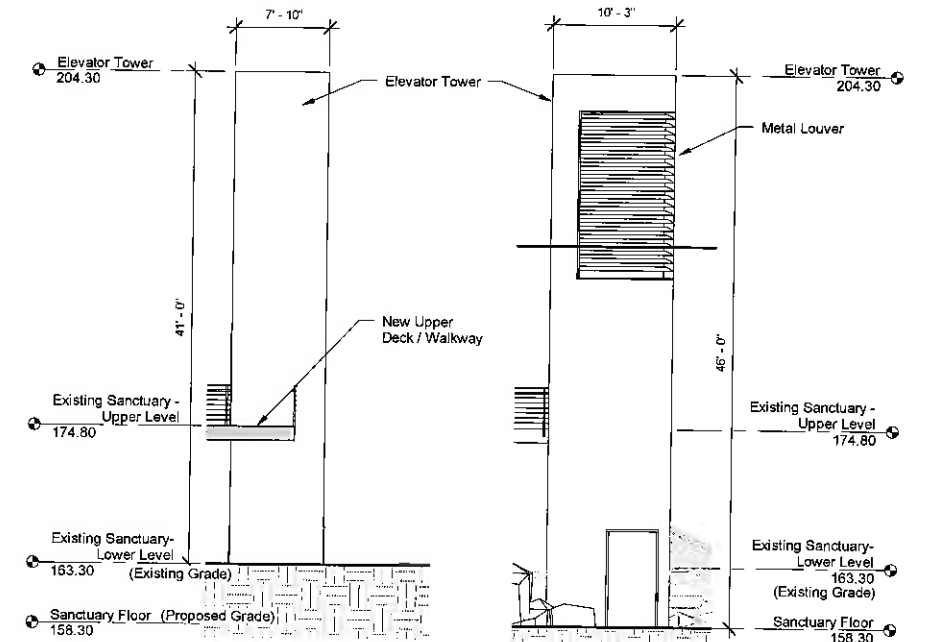 7' - 10"
10' - 3"
Elevator Tower
204.30
Elevator Tower
Elevator Tower
204.30
Metal Louver
41' - 0"
New Upper
Deck / Walkway
46' - 0"
Existing Sanctuary -
Upper Level
174.80
Existing Sanctuary -
Upper Level
174.80
Existing Sanctuary-
Lower Level
163.30
(Existing Grade)
Existing Sanctuary-
Lower Level
163.30
(Existing Grade)
Sanctuary Floor (Proposed Grade)
158.30
Sanctuary Floor
158.30